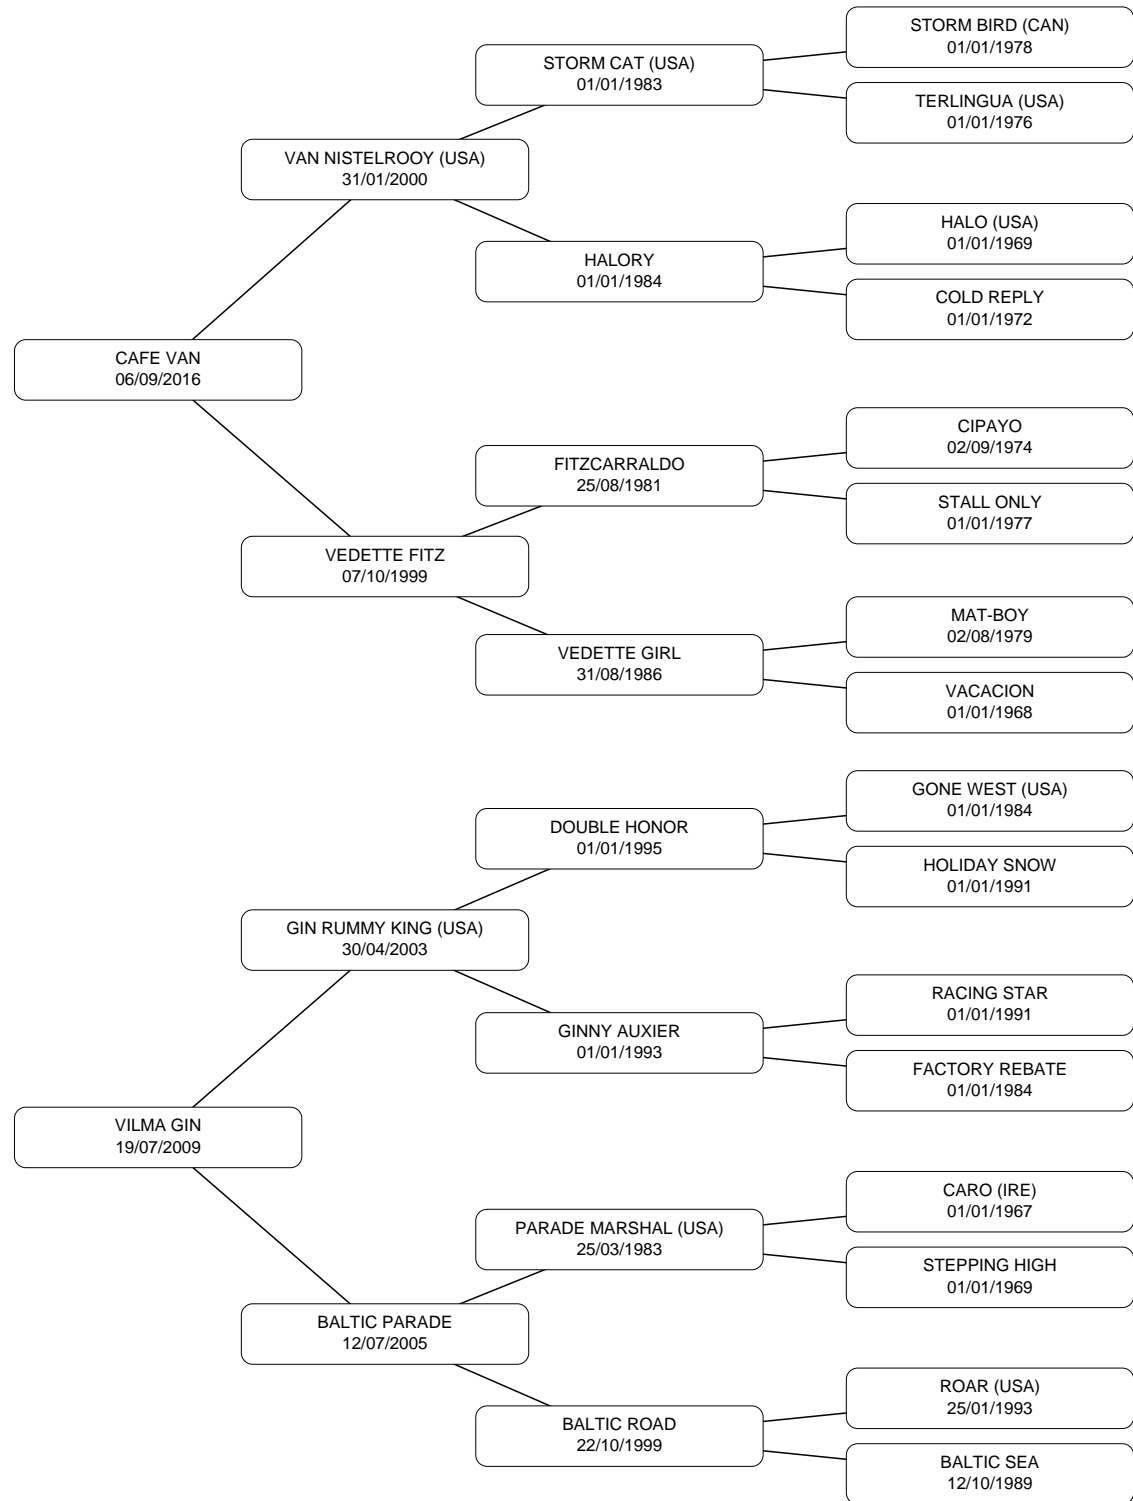 STORM BIRD (CAN)
01/01/1978
STORM CAT (USA)
01/01/1983
TERLINGUA (USA)
01/01/1976
VAN NISTELROOY (USA)
31/01/2000
HALO (USA)
01/01/1969
HALORY
01/01/1984
COLD REPLY
01/01/1972
CAFE VAN
06/09/2016
CIPAYO
02/09/1974
FITZCARRALDO
25/08/1981
STALL ONLY
01/01/1977
VEDETTE FITZ
07/10/1999
MAT-BOY
02/08/1979
VEDETTE GIRL
31/08/1986
VACACION
01/01/1968
GONE WEST (USA)
01/01/1984
DOUBLE HONOR
01/01/1995
HOLIDAY SNOW
01/01/1991
GIN RUMMY KING (USA)
30/04/2003
RACING STAR
01/01/1991
GINNY AUXIER
01/01/1993
FACTORY REBATE
01/01/1984
VILMA GIN
19/07/2009
CARO (IRE)
01/01/1967
PARADE MARSHAL (USA)
25/03/1983
STEPPING HIGH
01/01/1969
BALTIC PARADE
12/07/2005
ROAR (USA)
25/01/1993
BALTIC ROAD
22/10/1999
BALTIC SEA
12/10/1989